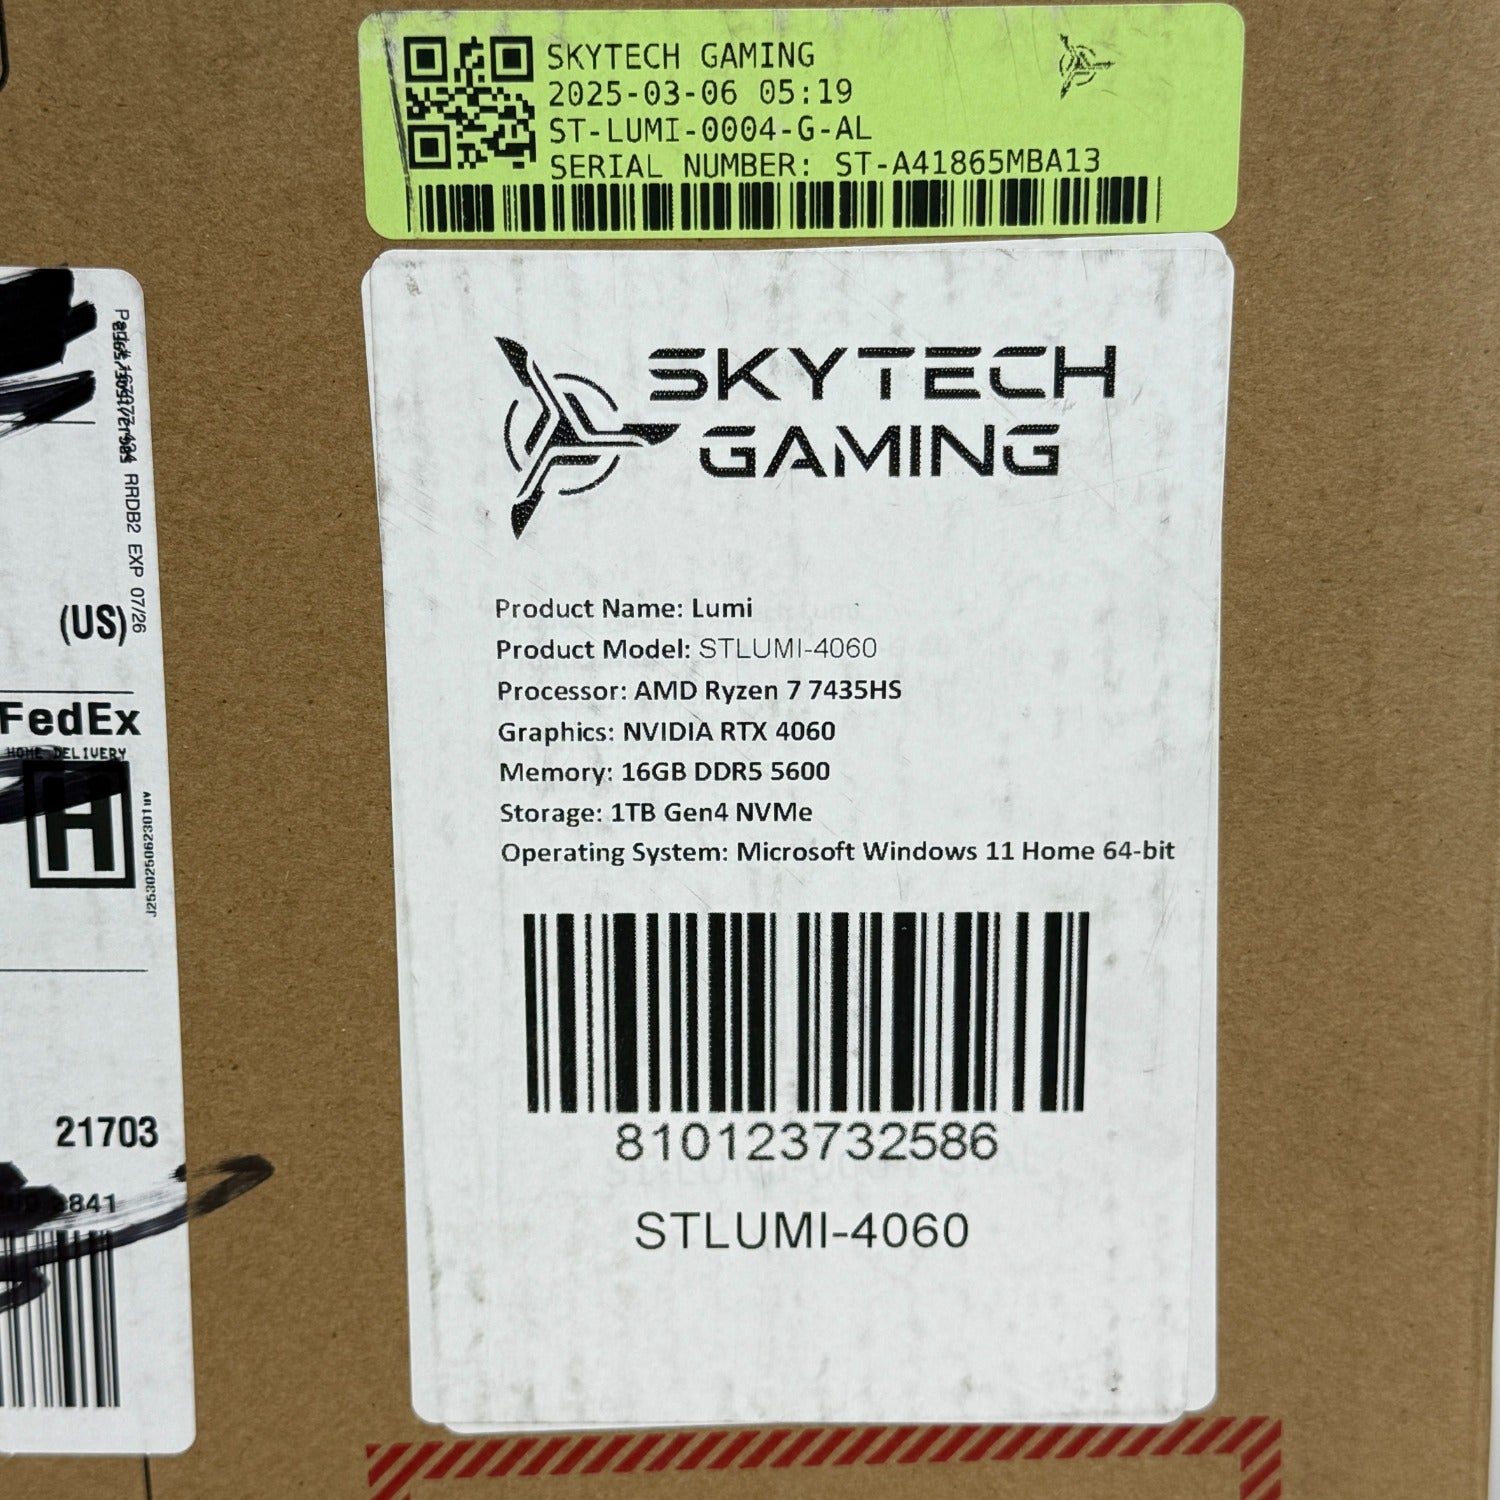 SKYTECH GAMING
2025-03-06 05:19
ST-LUMI-0004-G-AL
SERIAL NUMBER: ST-A41865MBA13
SKYTECH
GAMING
Product Name: Lumi
Product Model: STLUMI-4060
Processor: AMD Ryzen 7 7435HS
Graphics: NVIDIA RTX 4060
Memory: 16GB DDR5 5600
Storage: 1TB Gen4 NVMe
Operating System: Microsoft Windows 11 Home 64-bit
810123732586
STLUMI-4060
RRDB2 EXP 07/26
(US)
FedEx
HOME DELIVERY
H
J253025062301uv
21703
8841